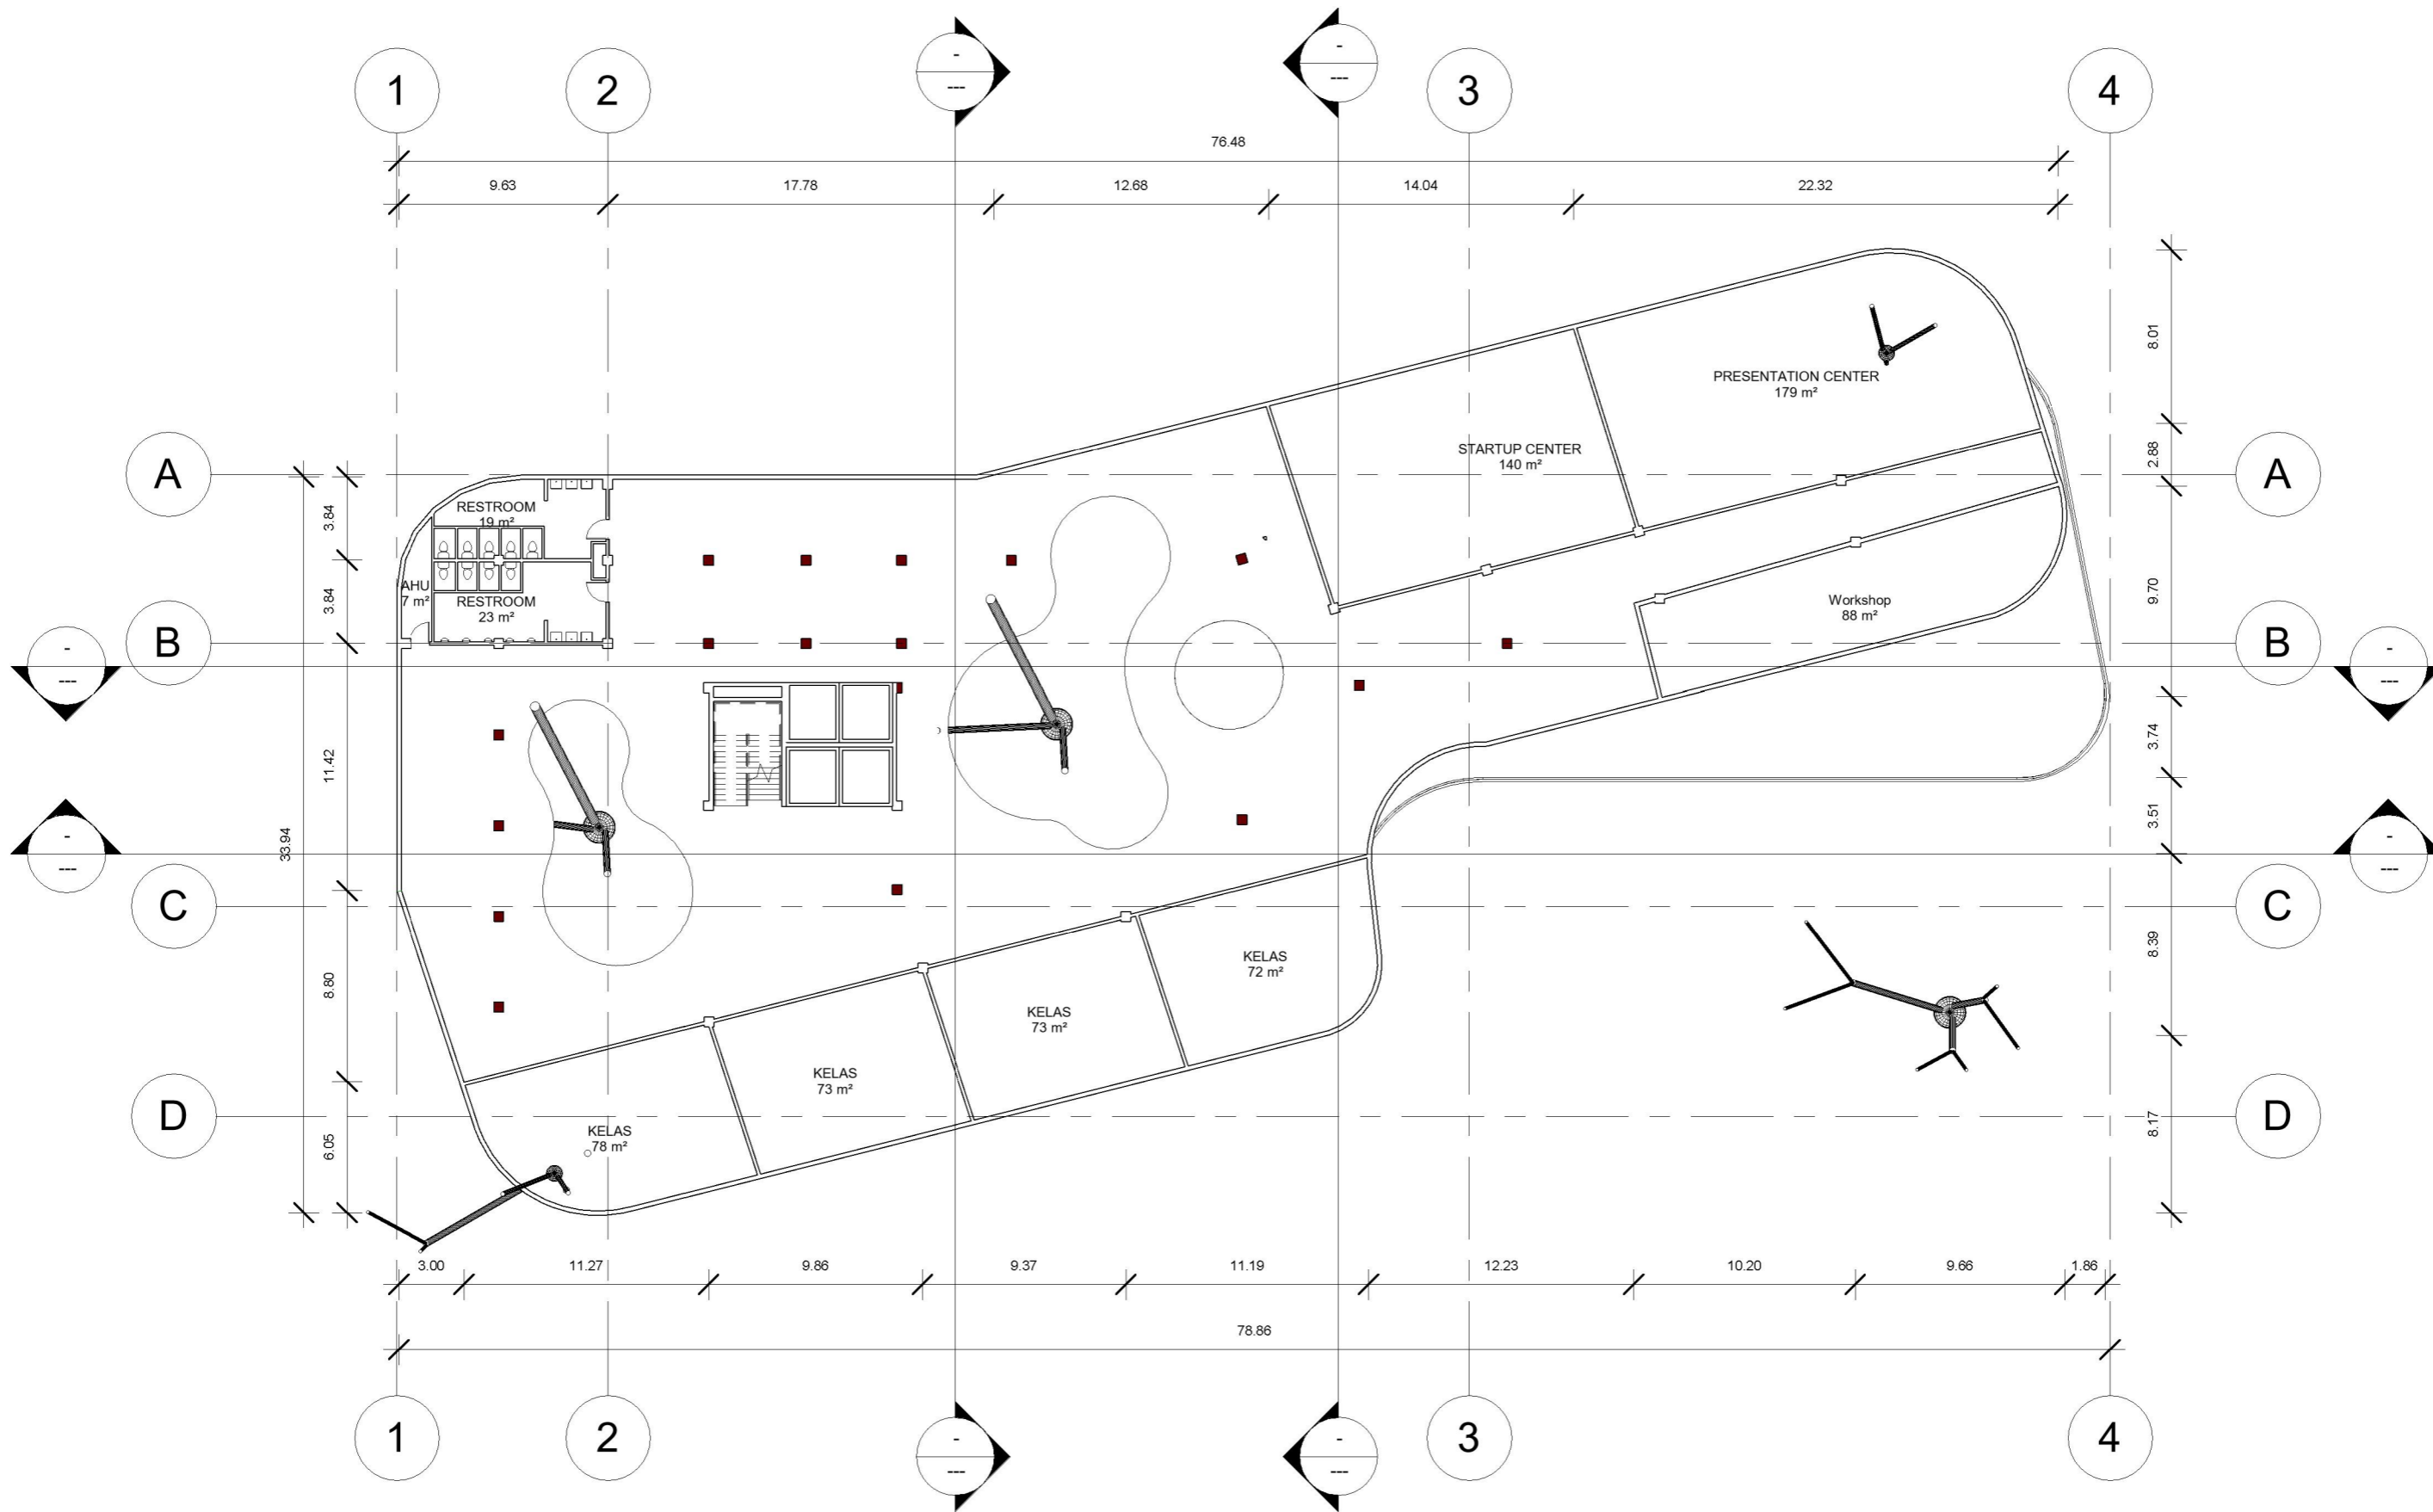 -
---
-
---
1
2
3
4
76.48
9.63
17.78
12.68
14.04
22.32
8.01
PRESENTATION CENTER
179 m²
STARTUP CENTER
140 m²
2.88
A
A
RESTROOM
19 m²
3.84
AHU
7 m²
RESTROOM
23 m²
3.84
Workshop
88 m²
9.70
B
B
-
---
-
---
11.42
3.74
3.51
33.94
-
---
-
---
C
C
8.80
KELAS
72 m²
8.39
KELAS
73 m²
KELAS
73 m²
D
D
KELAS
78 m²
6.05
8.17
3.00
11.27
9.86
9.37
11.19
12.23
10.20
9.66
1.86
78.86
1
2
3
4
-
---
-
---